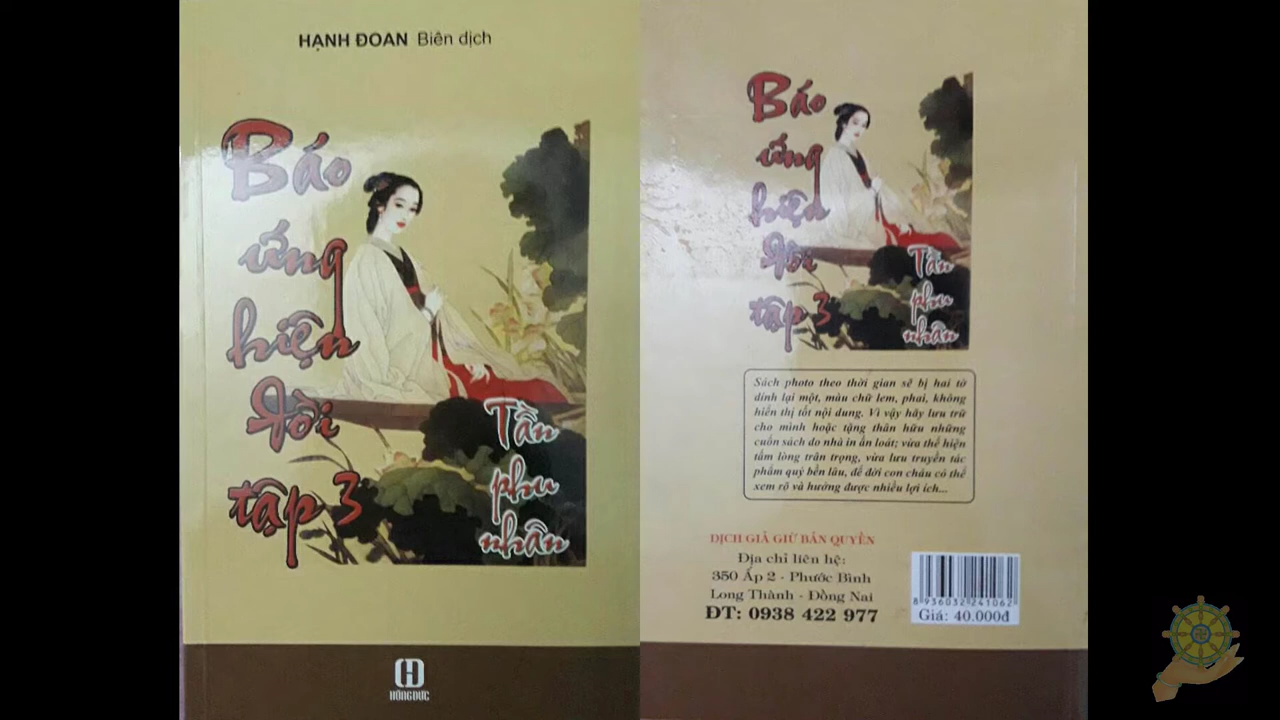 HẠNH ĐOAN Biên dịch
Báo
ứng
hiện
đời
tập 3
Tần
phu
nhân
HỒNG ĐỨC
Báo
ứng
hiện
đời
tập 3
Tần
phu
nhân
Sách photo theo thời gian sẽ bị hai tờ
dính lại một, màu chữ lem, phai, không
hiển thị tốt nội dung. Vì vậy hãy lưu trữ
cho mình hoặc tặng thân hữu những
cuốn sách do nhà in ấn loát; vừa thể hiện
tấm lòng trân trọng, vừa lưu truyền tác
phẩm quý bền lâu, để đời con cháu có thể
xem rõ và hưởng được nhiều lợi ích...
DỊCH GIẢ GIỮ BẢN QUYỀN
Địa chỉ liên hệ:
350 Ấp 2 - Phước Bình
Long Thành - Đồng Nai
ĐT: 0938 422 977
8 936032 241062
Giá: 40.000đ